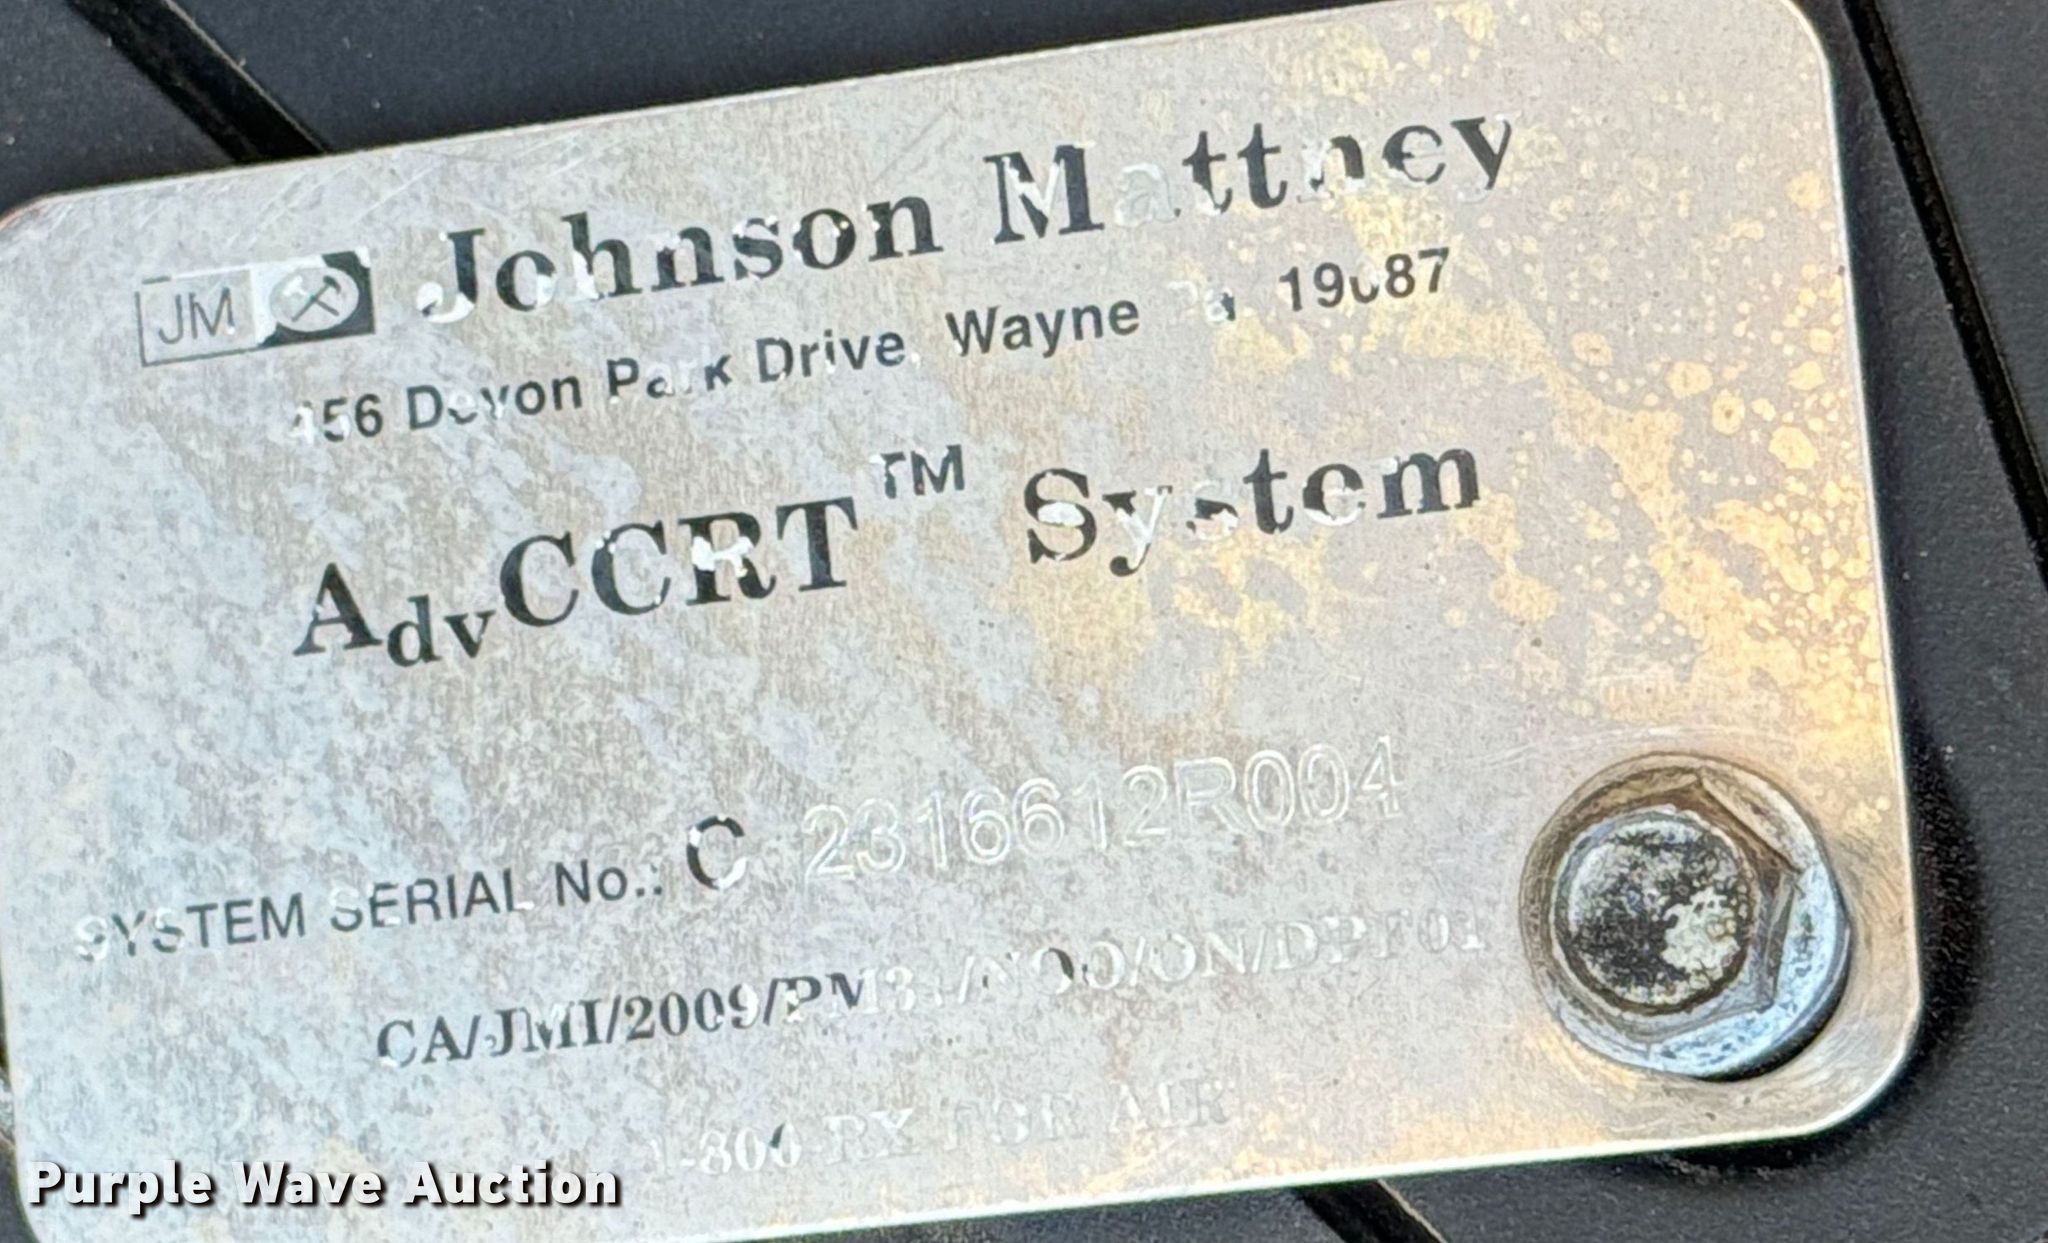 JM Johnson Matthey
456 Devon Park Drive, Wayne Pa 19087
AdvCCRT™ System
SYSTEM SERIAL No.: C 2316612R004
CA/JMI/2009/PM3+/NOO/ON/DPF01
1-800-RX FOR AIR
Purple Wave Auction